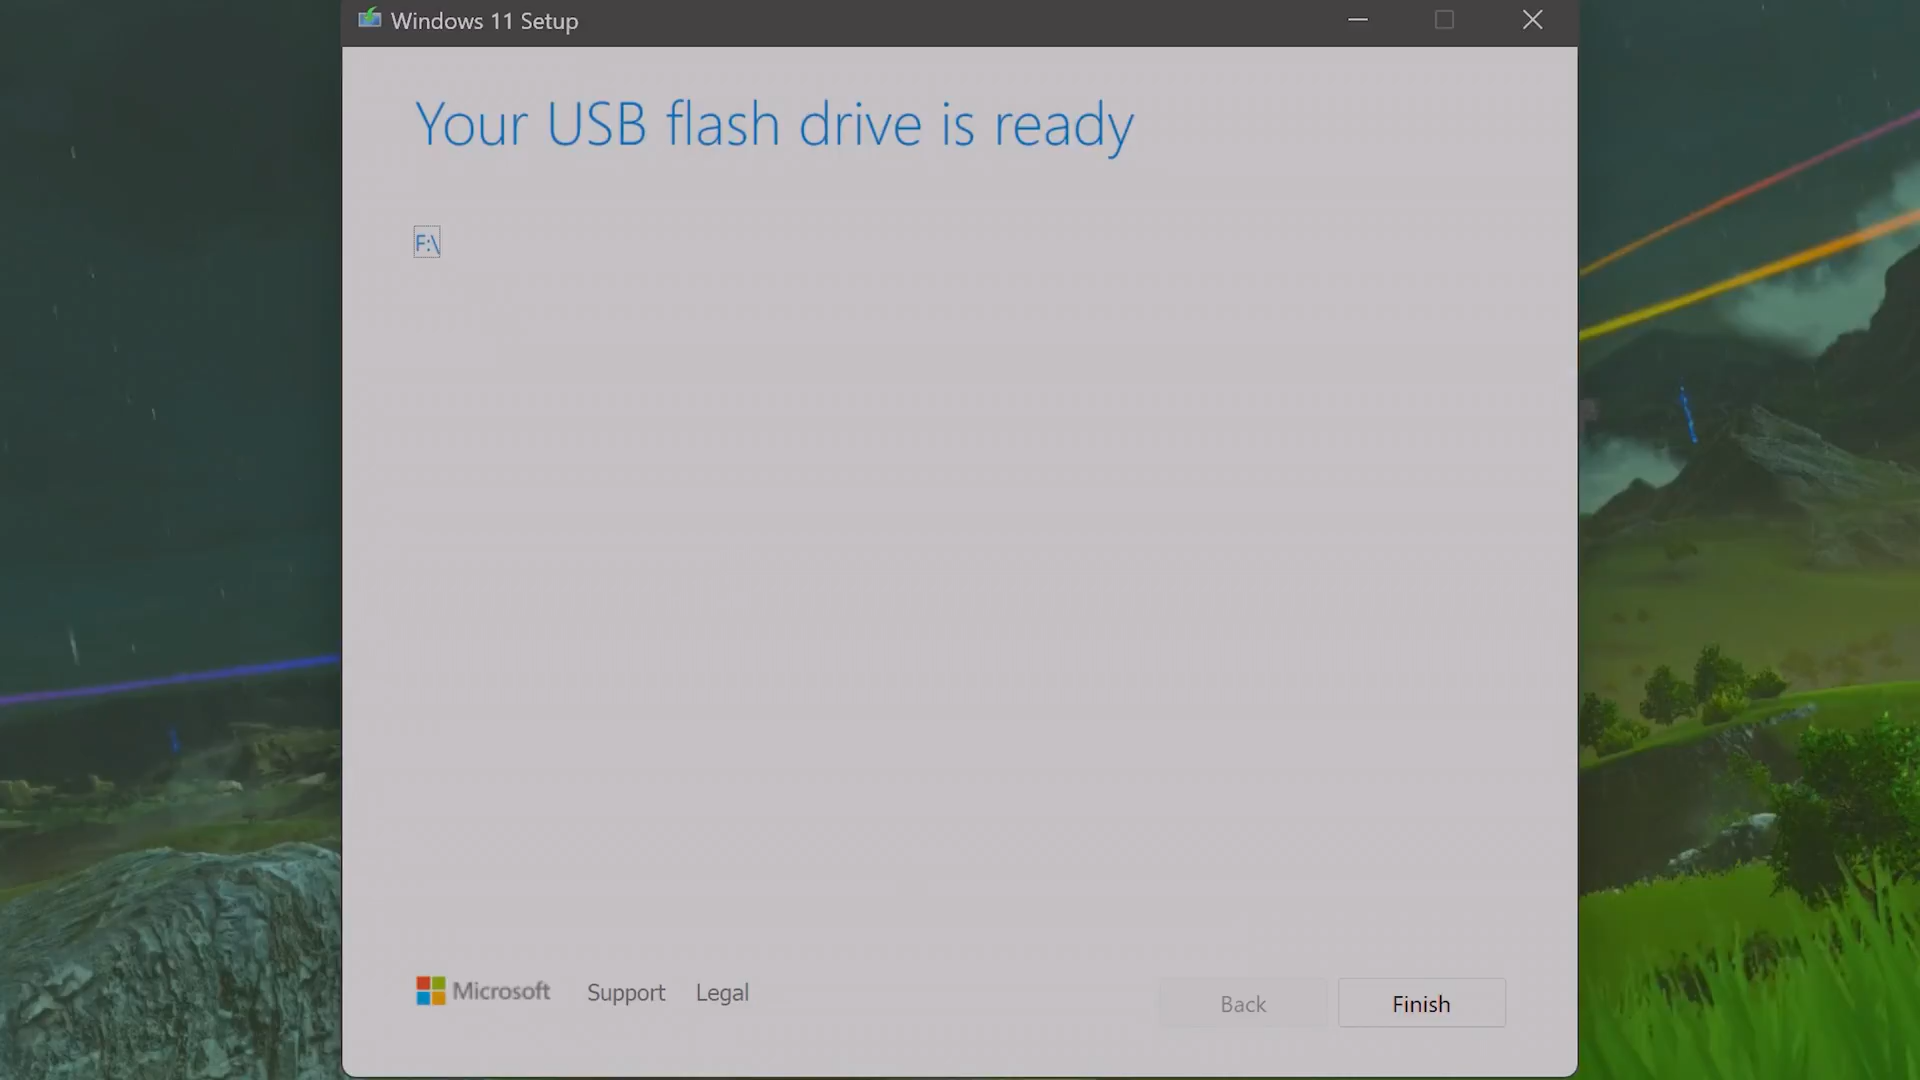 Windows 11 Setup
Your USB flash drive is ready
F:\
Microsoft
Support
Legal
Back
Finish